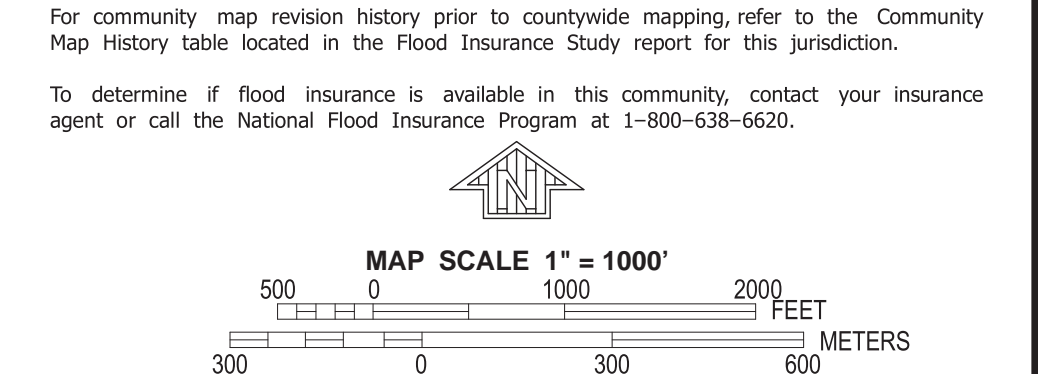 For community map revision history prior to countywide mapping, refer to the Community
Map History table located in the Flood Insurance Study report for this jurisdiction.
To determine if flood insurance is available in this community, contact your insurance
agent or call the National Flood Insurance Program at 1–800–638–6620.
N
MAP SCALE 1" = 1000’
500 0 1000 2000
FEET
METERS
300 0 300 600